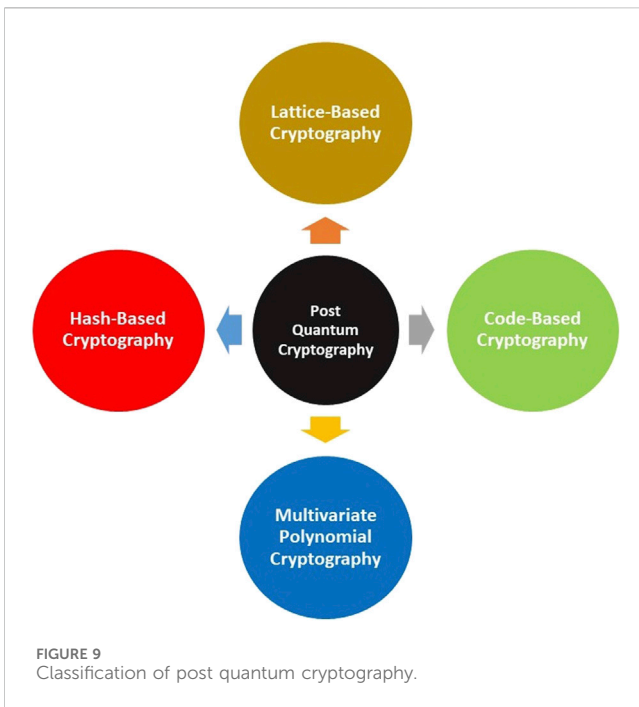 Lattice-Based
Cryptography
Hash-Based
Cryptography
Post
Quantum
Cryptography
Code-Based
Cryptography
Multivariate
Polynomial
Cryptography
FIGURE 9
Classification of post quantum cryptography.